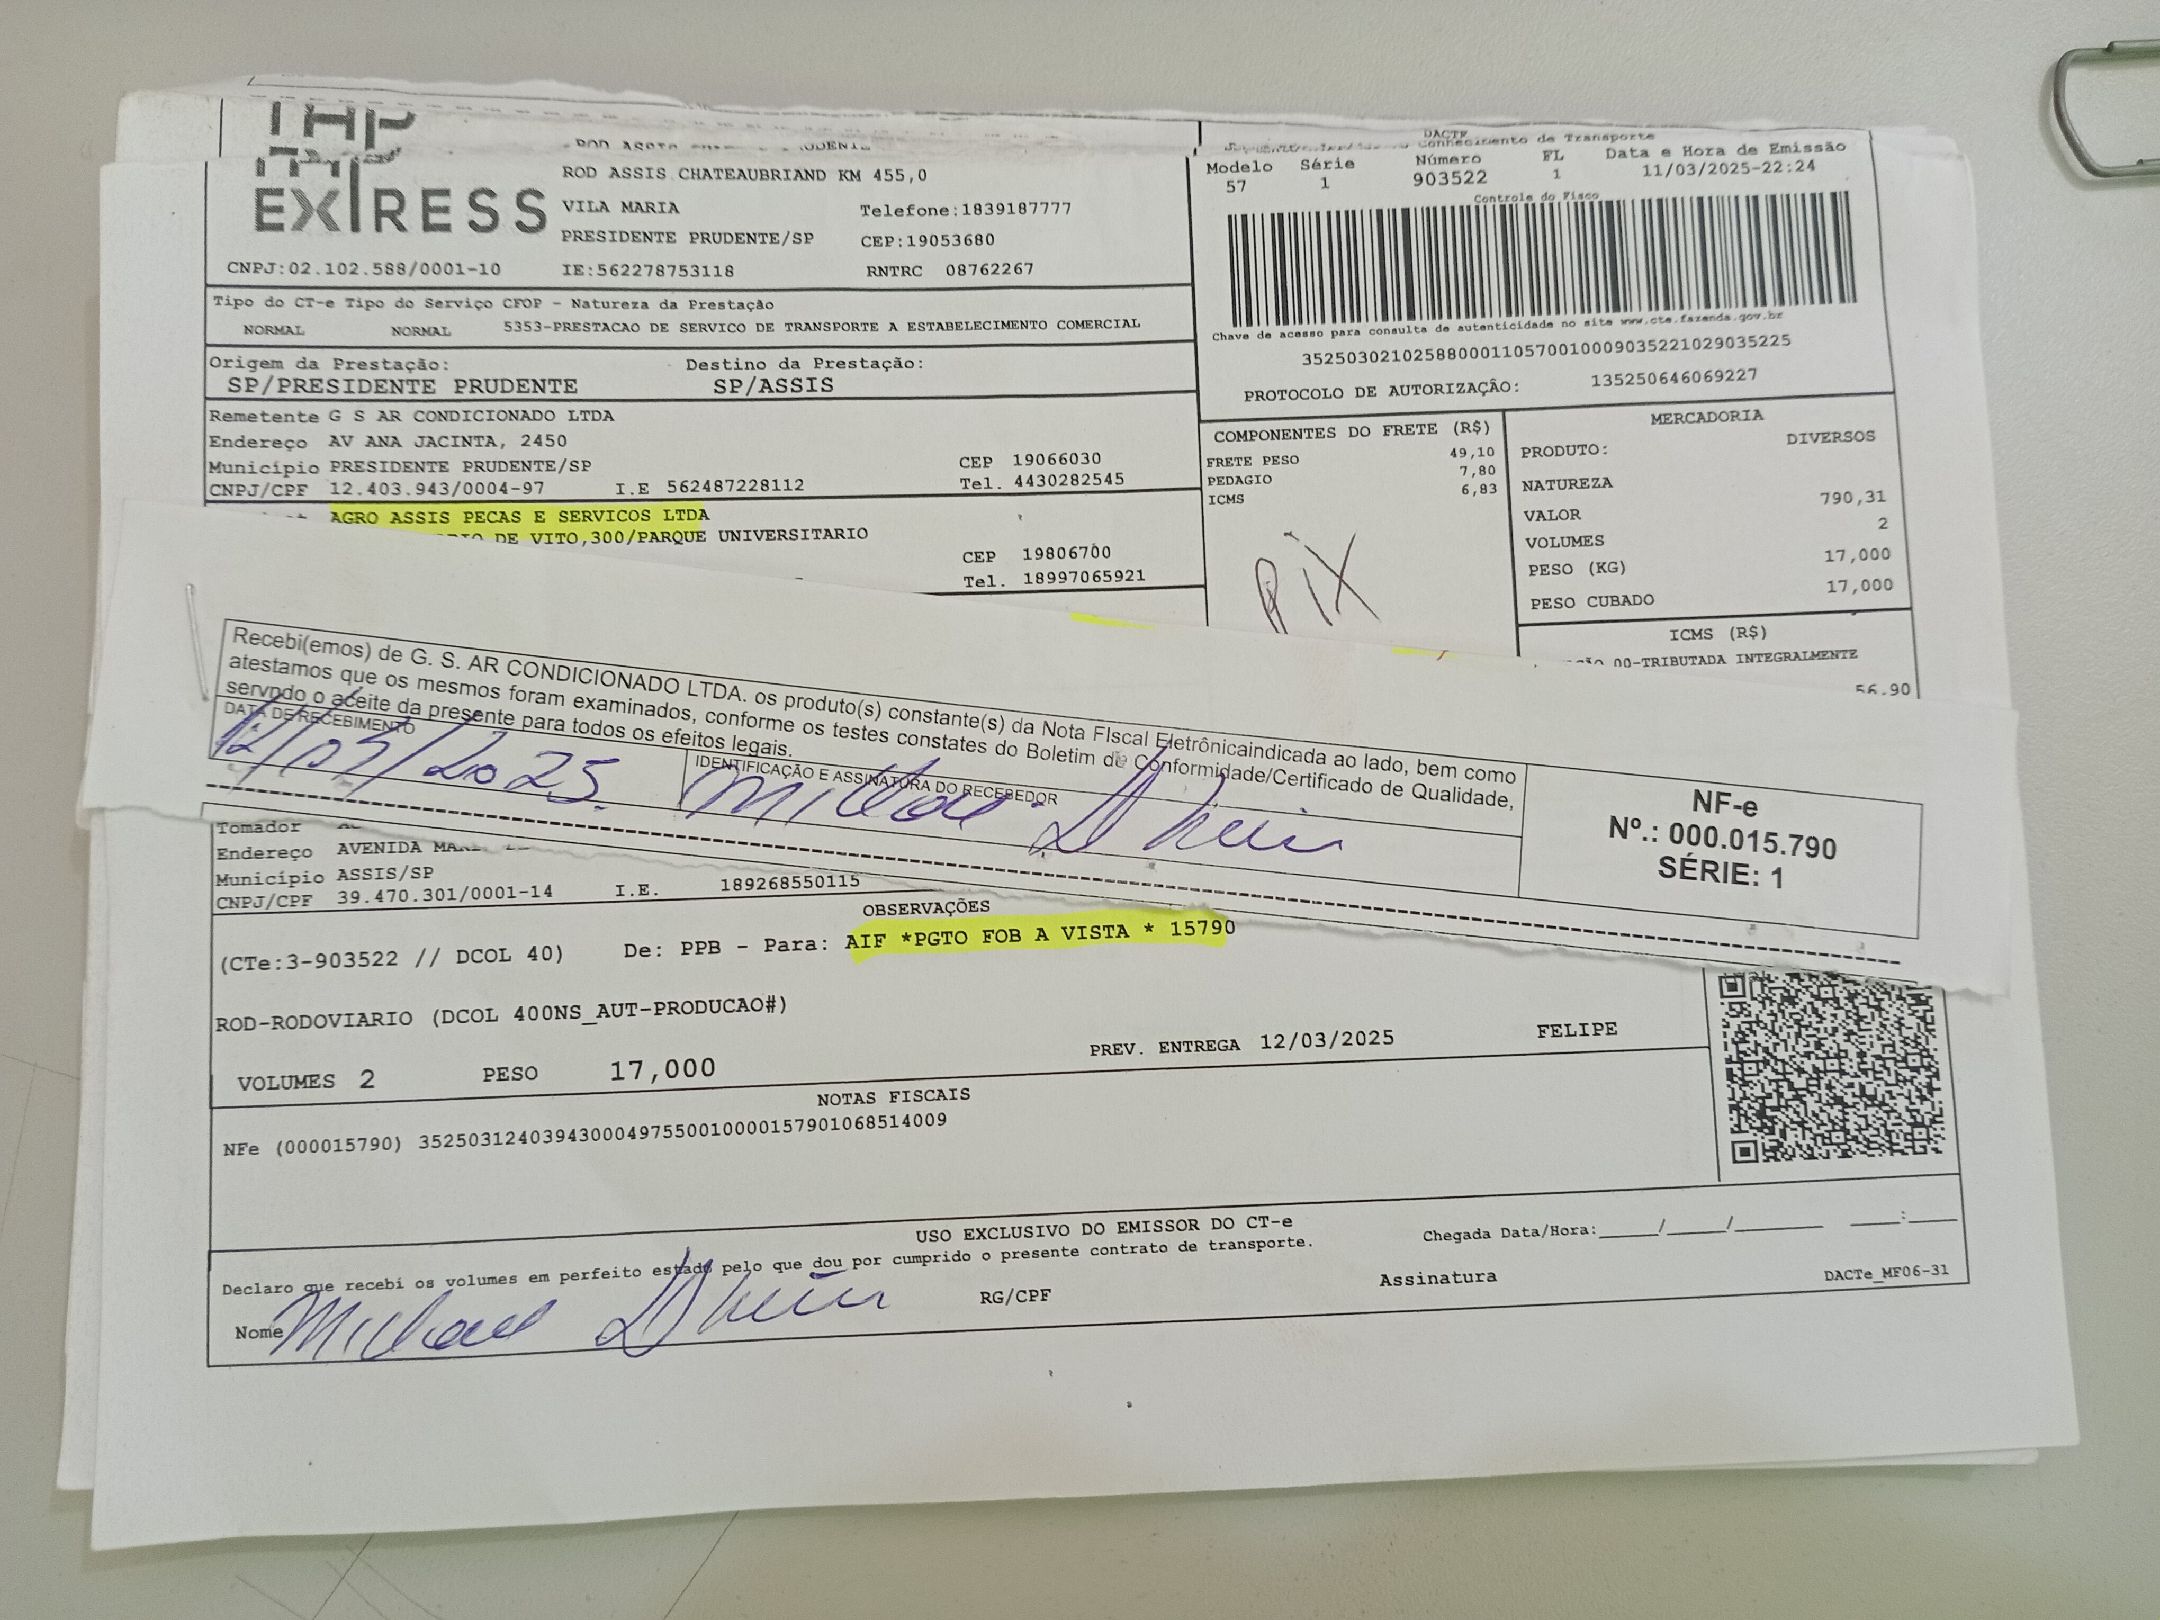 THP
EXPRESS
ROD ASSIS CHATEAUBRIAND KM 455,0
VILA MARIA Telefone:1839187777
PRESIDENTE PRUDENTE/SP CEP:19053680
CNPJ:02.102.588/0001-10 IE:562278753118 RNTRC 08762267
DACTE
Conhecimento de Transporte
Modelo Série Número FL Data e Hora de Emissão
57 1 903522 1 11/03/2025-22:24
Controle do Fisco
Chave de acesso para consulta de autenticidade no site www.cte.fazenda.gov.br
35250302102588000110570010009035221029035225
PROTOCOLO DE AUTORIZAÇÃO: 135250646069227
Tipo do CT-e Tipo do Serviço CFOP - Natureza da Prestação
NORMAL NORMAL 5353-PRESTACAO DE SERVICO DE TRANSPORTE A ESTABELECIMENTO COMERCIAL
Origem da Prestação: Destino da Prestação:
SP/PRESIDENTE PRUDENTE SP/ASSIS
Remetente G S AR CONDICIONADO LTDA
Endereço AV ANA JACINTA, 2450
Município PRESIDENTE PRUDENTE/SP CEP 19066030
CNPJ/CPF 12.403.943/0004-97 I.E 562487228112 Tel. 4430282545
AGRO ASSIS PECAS E SERVICOS LTDA
DE VITO,300/PARQUE UNIVERSITARIO
CEP 19806700
Tel. 18997065921
COMPONENTES DO FRETE (R$)
FRETE PESO 49,10
PEDAGIO 7,80
ICMS 6,83
PIX
MERCADORIA
PRODUTO: DIVERSOS
NATUREZA
VALOR 790,31
VOLUMES 2
PESO (KG) 17,000
PESO CUBADO 17,000
ICMS (R$)
00-TRIBUTADA INTEGRALMENTE
56,90
Recebi(emos) de G. S. AR CONDICIONADO LTDA. os produto(s) constante(s) da Nota FIscal Eletrônicaindicada ao lado, bem como
atestamos que os mesmos foram examinados, conforme os testes constates do Boletim de Conformidade/Certificado de Qualidade,
servndo o aceite da presente para todos os efeitos legais.
DATA DE RECEBIMENTO
12/03/2025.
IDENTIFICAÇÃO E ASSINATURA DO RECEBEDOR
NF-e
Nº.: 000.015.790
SÉRIE: 1
Tomador
Endereço AVENIDA
Município ASSIS/SP
CNPJ/CPF 39.470.301/0001-14 I.E. 189268550115
OBSERVAÇÕES
(CTe:3-903522 // DCOL 40) De: PPB - Para: AIF *PGTO FOB A VISTA * 15790
ROD-RODOVIARIO (DCOL 400NS_AUT-PRODUCAO#)
VOLUMES 2 PESO 17,000 PREV. ENTREGA 12/03/2025 FELIPE
NOTAS FISCAIS
NFe (000015790) 35250312403943000497550010000157901068514009
USO EXCLUSIVO DO EMISSOR DO CT-e
Declaro que recebi os volumes em perfeito estado pelo que dou por cumprido o presente contrato de transporte.
Chegada Data/Hora:_____/_____/________ ____:____
Nome RG/CPF Assinatura DACTe_MF06-31